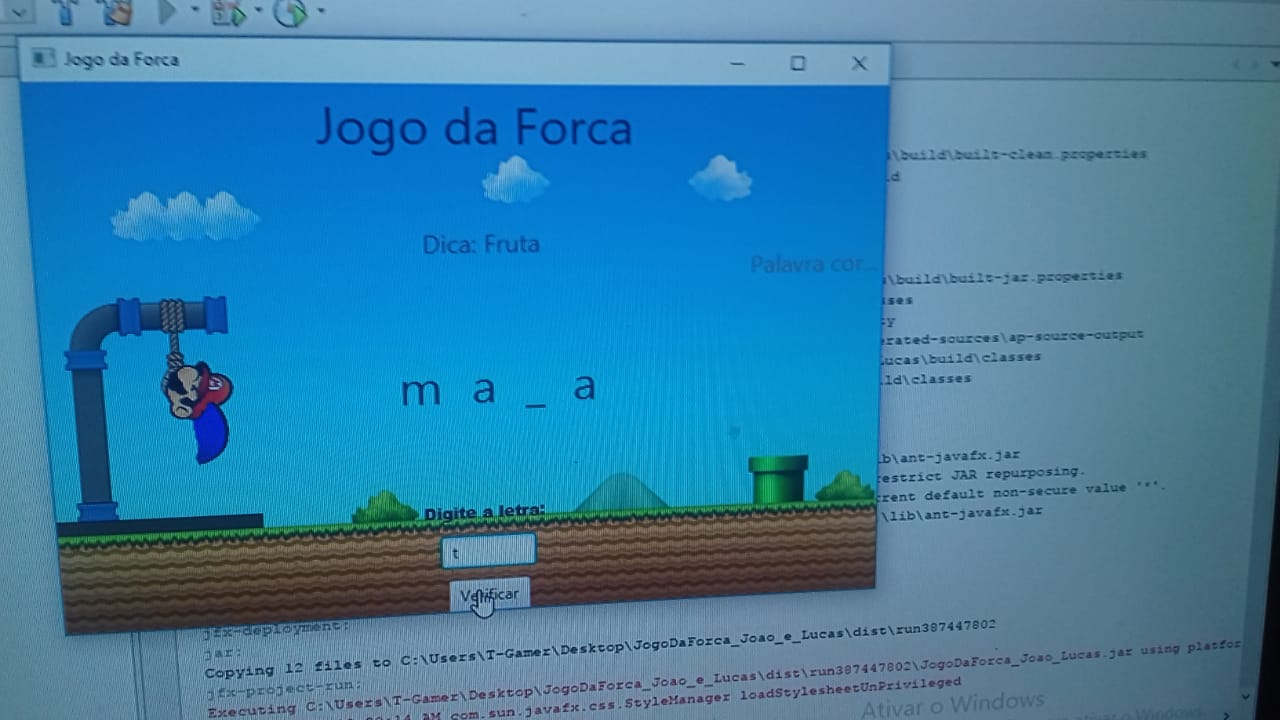 Jogo da Forca
Jogo da Forca
\build\built-clean.properties
d
Dica: Fruta
Palavra cor...
\build\built-jar.properties
ses
rated-sources\ap-source-output
ucas\build\classes
ld\classes
m a _ a
b\ant-javafx.jar
estrict JAR repurposing.
rent default non-secure value '*'.
\lib\ant-javafx.jar
Digite a letra:
t
Verificar
jfx-deployment:
jar:
Copying 12 files to C:\Users\T-Gamer\Desktop\JogoDaForca_Joao_e_Lucas\dist\run387447802
jfx-project-run:
Executing C:\Users\T-Gamer\Desktop\JogoDaForca_Joao_e_Lucas\dist\run387447802\JogoDaForca_Joao_Lucas.jar using platfor
AM com.sun.javafx.css.StyleManager loadStylesheetUnPrivileged
Ativar o Windows